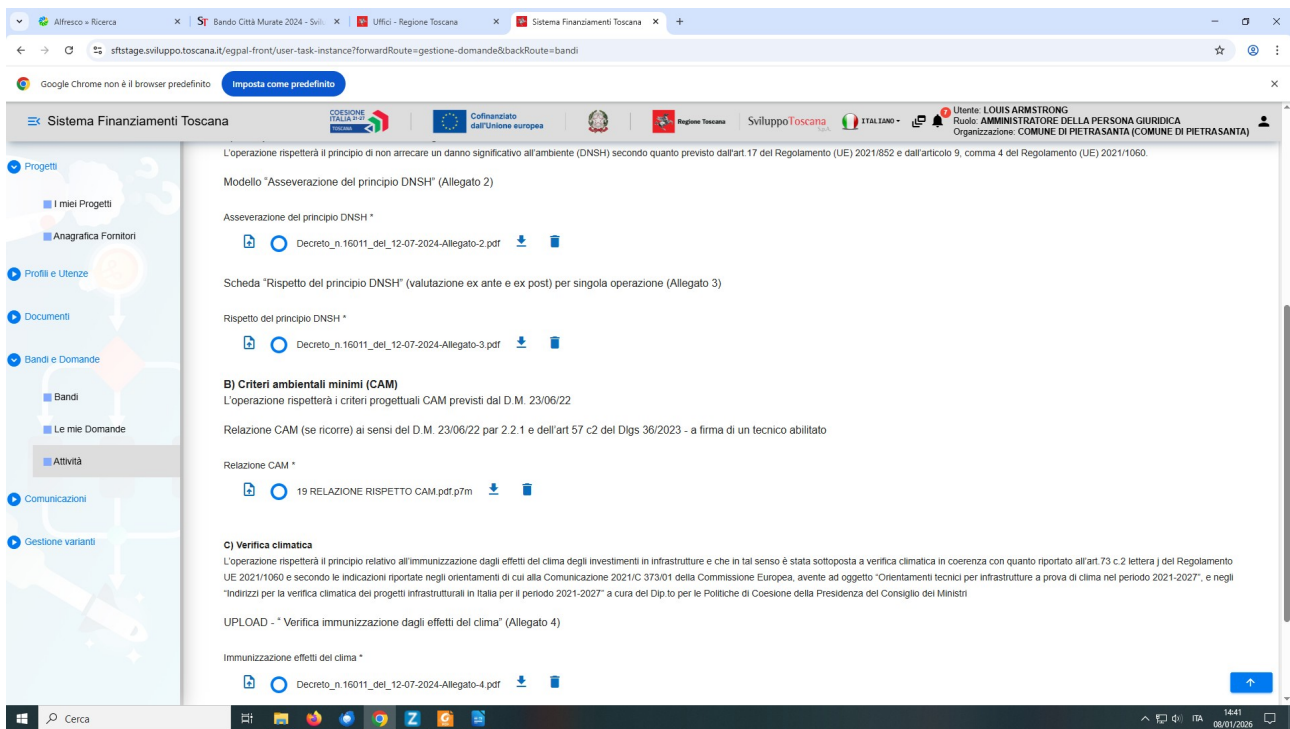 Alfresco » Ricerca
ST Bando Città Murate 2024 - Svilu
Uffici - Regione Toscana
Sistema Finanziamenti Toscana
sftstage.sviluppo.toscana.it/egpal-front/user-task-instance?forwardRoute=gestione-domande&backRoute=bandi
Google Chrome non è il browser predefinito
Imposta come predefinito
Sistema Finanziamenti Toscana
COESIONE
ITALIA 21-27
TOSCANA
Cofinanziato
dall'Unione europea
Regione Toscana
SviluppoToscana
ITALIANO
7
Utente: LOUIS ARMSTRONG
Ruolo: AMMINISTRATORE DELLA PERSONA GIURIDICA
Organizzazione: COMUNE DI PIETRASANTA (COMUNE DI PIETRASANTA)
Progetti
I miei Progetti
Anagrafica Fornitori
Profili e Utenze
Documenti
Bandi e Domande
Bandi
Le mie Domande
Attività
Comunicazioni
Gestione varianti
L'operazione rispetterà il principio di non arrecare un danno significativo all'ambiente (DNSH) secondo quanto previsto dall'art.17 del Regolamento (UE) 2021/852 e dall'articolo 9, comma 4 del Regolamento (UE) 2021/1060.
Modello "Asseverazione del principio DNSH" (Allegato 2)
Asseverazione del principio DNSH *
Decreto_n.16011_del_12-07-2024-Allegato-2.pdf
Scheda "Rispetto del principio DNSH" (valutazione ex ante e ex post) per singola operazione (Allegato 3)
Rispetto del principio DNSH *
Decreto_n.16011_del_12-07-2024-Allegato-3.pdf
B) Criteri ambientali minimi (CAM)
L'operazione rispetterà i criteri progettuali CAM previsti dal D.M. 23/06/22
Relazione CAM (se ricorre) ai sensi del D.M. 23/06/22 par 2.2.1 e dell'art 57 c2 del Dlgs 36/2023 - a firma di un tecnico abilitato
Relazione CAM *
19 RELAZIONE RISPETTO CAM.pdf.p7m
C) Verifica climatica
L'operazione rispetterà il principio relativo all'immunizzazione dagli effetti del clima degli investimenti in infrastrutture e che in tal senso è stata sottoposta a verifica climatica in coerenza con quanto riportato all'art.73 c.2 lettera j del Regolamento
UE 2021/1060 e secondo le indicazioni riportate negli orientamenti di cui alla Comunicazione 2021/C 373/01 della Commissione Europea, avente ad oggetto "Orientamenti tecnici per infrastrutture a prova di clima nel periodo 2021-2027", e negli
"Indirizzi per la verifica climatica dei progetti infrastrutturali in Italia per il periodo 2021-2027" a cura del Dip.to per le Politiche di Coesione della Presidenza del Consiglio dei Ministri
UPLOAD - " Verifica immunizzazione dagli effetti del clima" (Allegato 4)
Immunizzazione effetti del clima *
Decreto_n.16011_del_12-07-2024-Allegato-4.pdf
Cerca
Z
ITA
14:41
08/01/2026